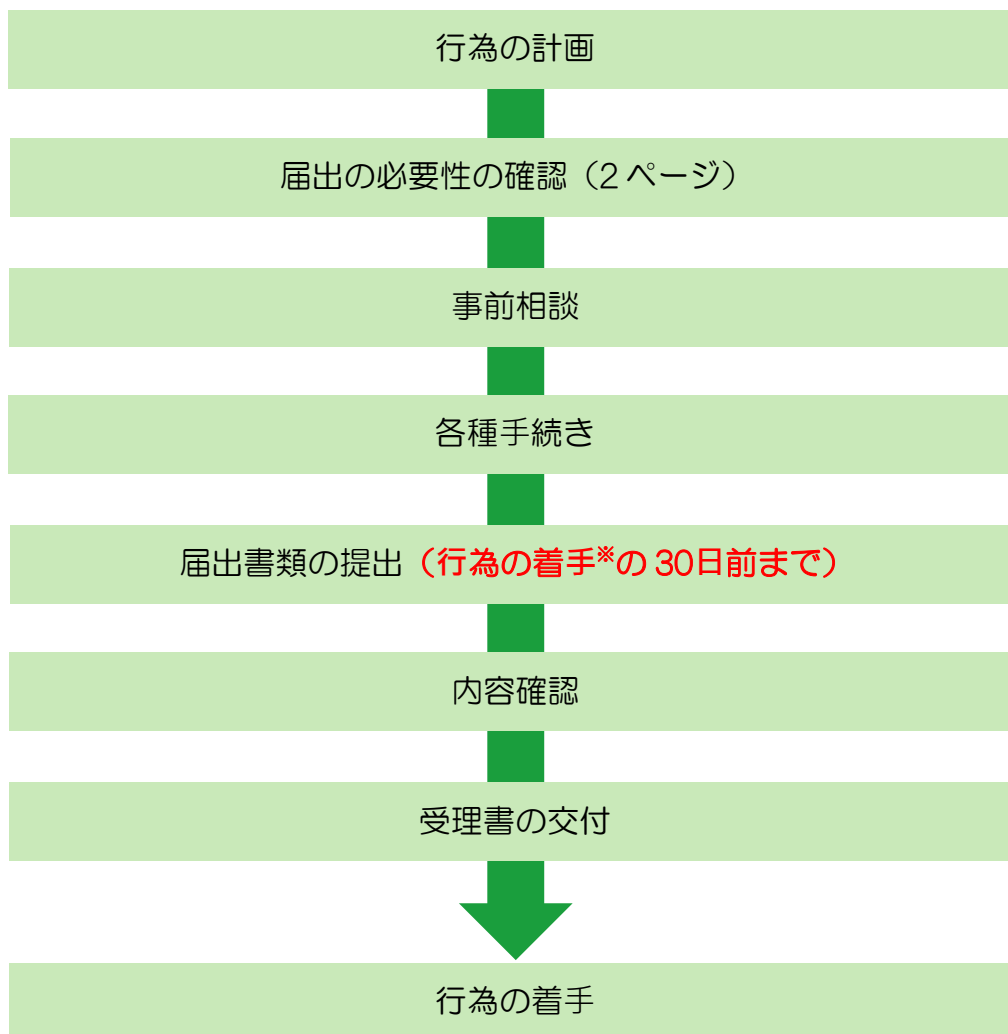 行為の計画
届出の必要性の確認（2ページ）
事前相談
各種手続き
届出書類の提出（行為の着手※の30日前まで）
内容確認
受理書の交付
行為の着手